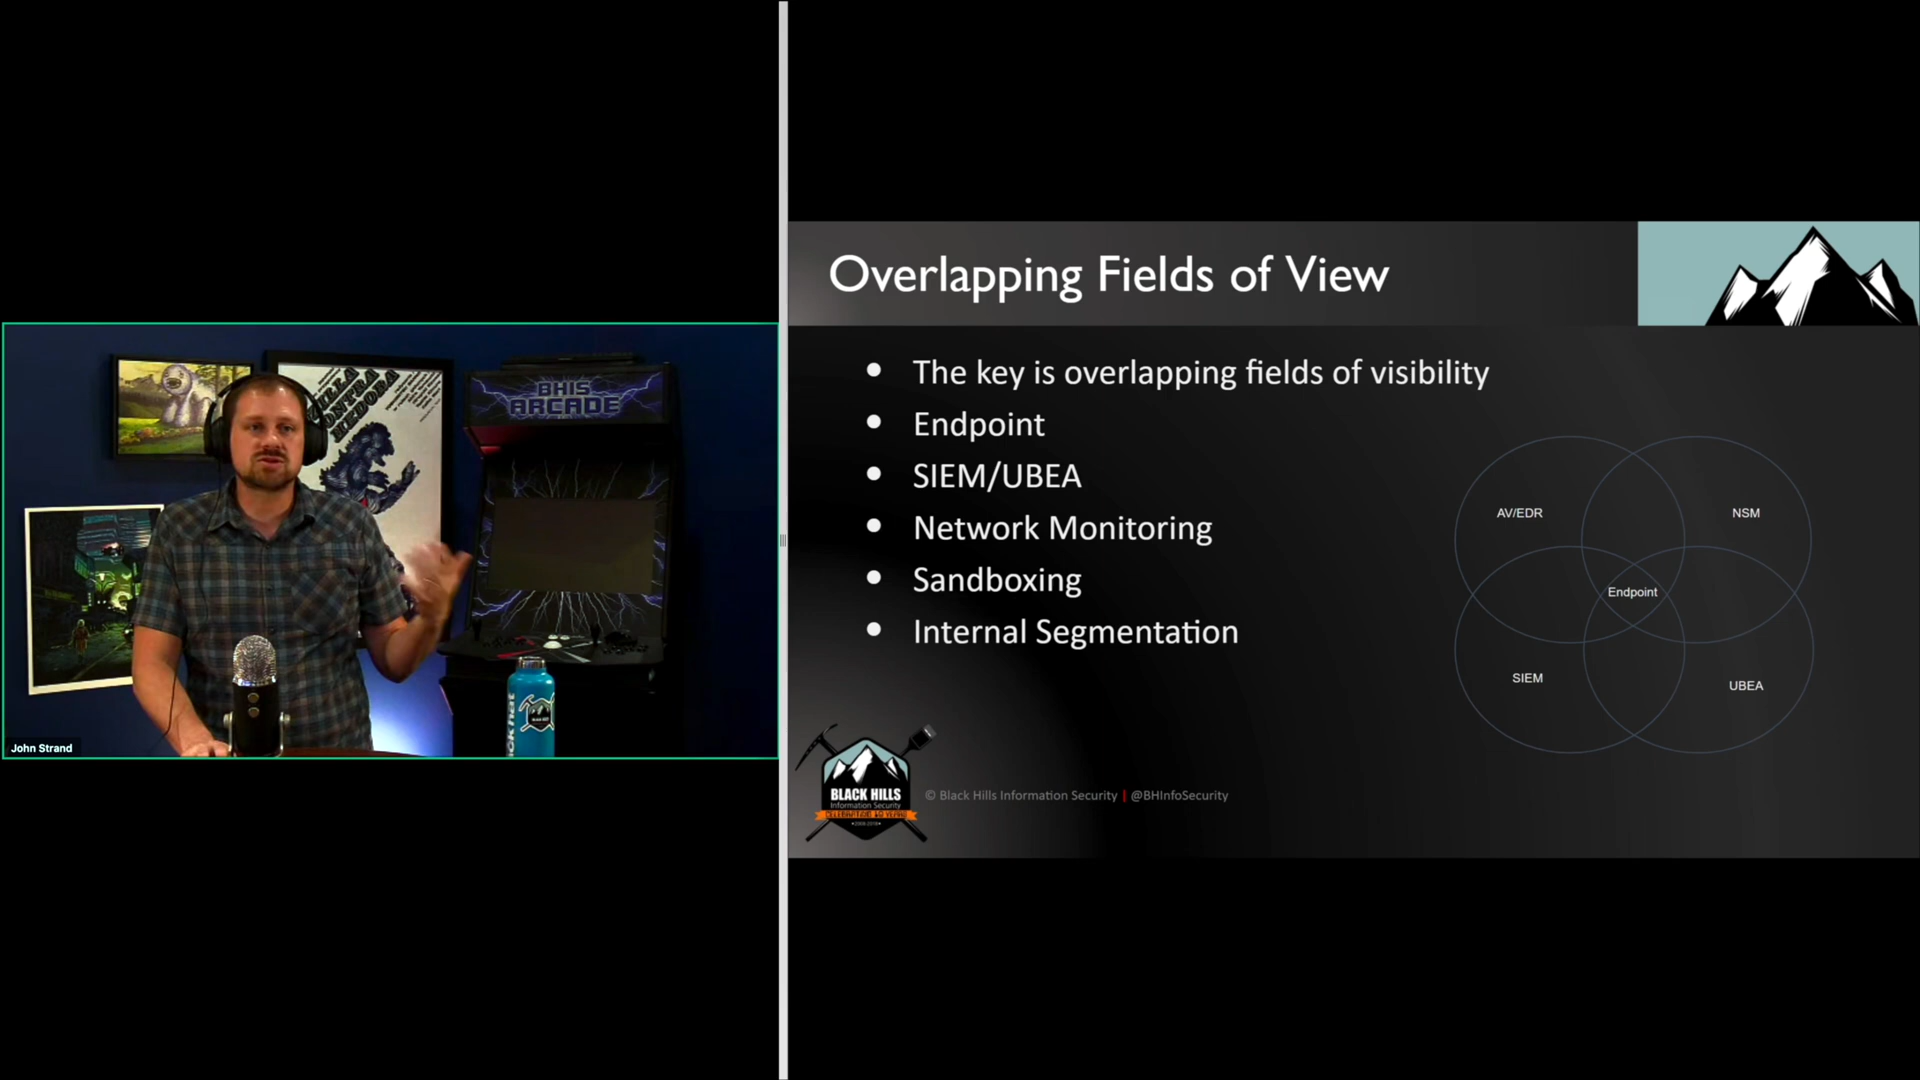 BHIS
ARCADE
John Strand
Overlapping Fields of View
The key is overlapping fields of visibility
Endpoint
SIEM/UBEA
Network Monitoring
Sandboxing
Internal Segmentation
AV/EDR
NSM
Endpoint
SIEM
UBEA
BLACK HILLS
Information Security
© Black Hills Information Security | @BHInfoSecurity